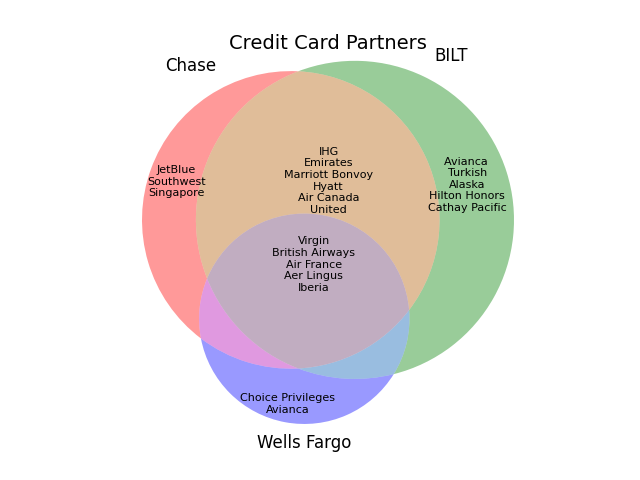 Credit Card Partners
Chase
BILT
JetBlue
Southwest
Singapore
IHG
Emirates
Marriott Bonvoy
Hyatt
Air Canada
United
Avianca
Turkish
Alaska
Hilton Honors
Cathay Pacific
Virgin
British Airways
Air France
Aer Lingus
Iberia
Choice Privileges
Avianca
Wells Fargo